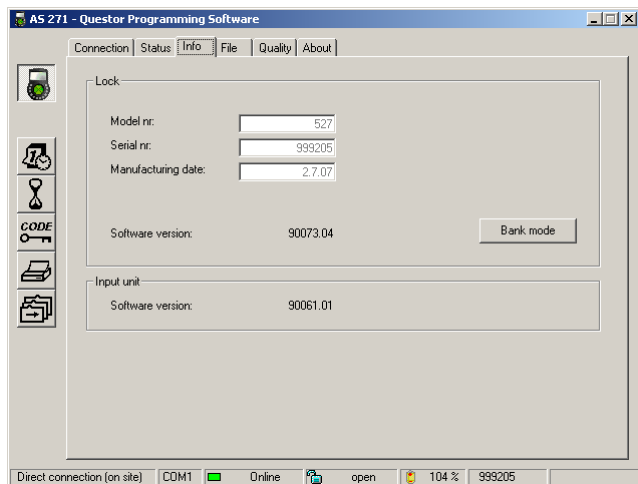 AS 271 - Questor Programming Software
Connection Status Info File Quality About
Lock
Model nr: 527
Serial nr: 999205
Manufacturing date: 2.7.07
Software version: 90073.04 Bank mode
CODE
Input unit
Software version: 90061.01
Direct connection (on site) COM1 Online open 104 % 999205